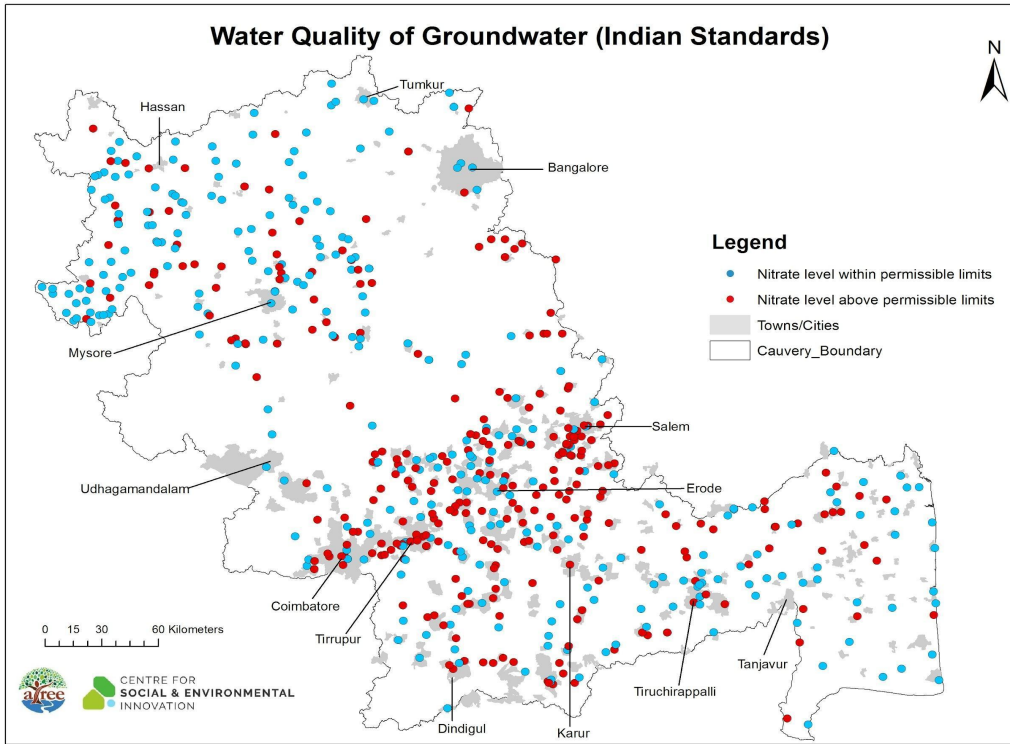 Water Quality of Groundwater (Indian Standards)
N
Tumkur
Hassan
Bangalore
Legend
Nitrate level within permissible limits
Nitrate level above permissible limits
Towns/Cities
Cauvery_Boundary
Mysore
Salem
Udhagamandalam
Erode
Coimbatore
0 15 30 60 Kilometers
Tirrupur
Tanjavur
Tiruchirappalli
atree
CENTRE FOR
SOCIAL & ENVIRONMENTAL
INNOVATION
Dindigul
Karur